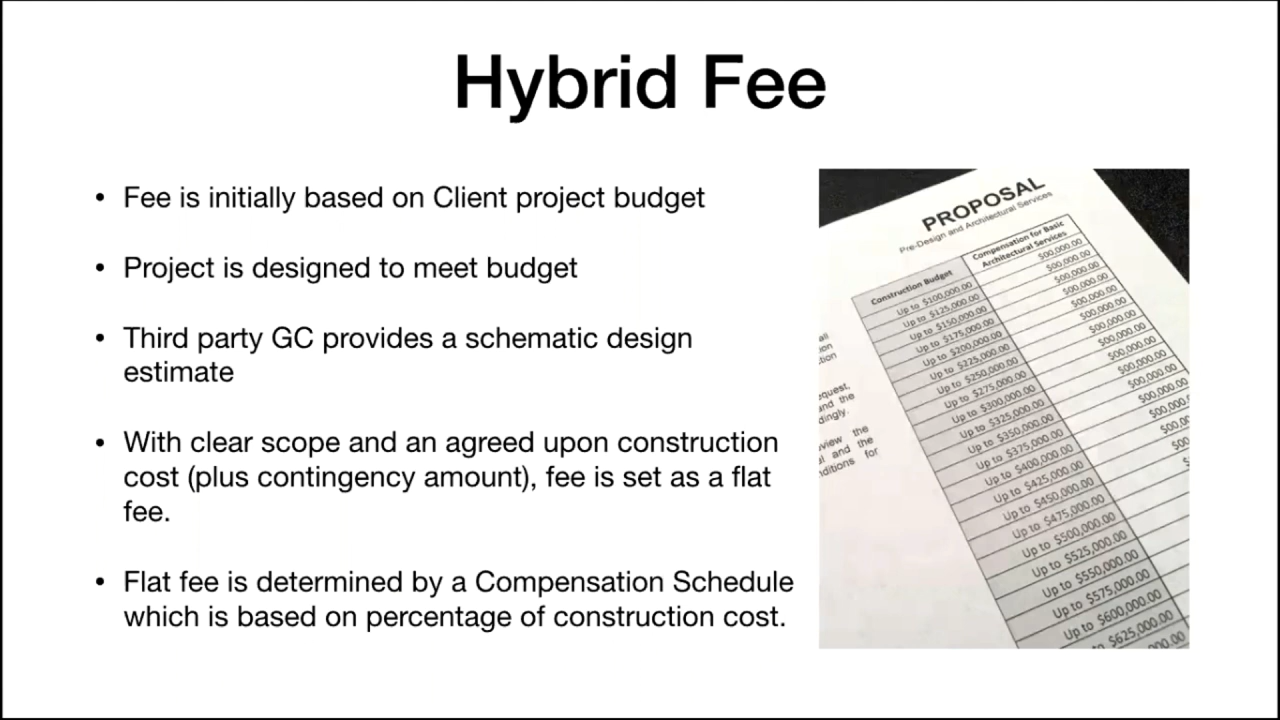 Hybrid Fee
• Fee is initially based on Client project budget
• Project is designed to meet budget
• Third party GC provides a schematic design
estimate
• With clear scope and an agreed upon construction
cost (plus contingency amount), fee is set as a flat
fee.
• Flat fee is determined by a Compensation Schedule
which is based on percentage of construction cost.
PROPOSAL
Pre-Design and Architectural Services
Construction Budget
Compensation for Basic
Architectural Services
Up to $100,000.00 $00,000.00
Up to $125,000.00 $00,000.00
Up to $150,000.00 $00,000.00
Up to $175,000.00 $00,000.00
Up to $200,000.00 $00,000.00
Up to $225,000.00 $00,000.00
Up to $250,000.00 $00,000.00
Up to $275,000.00 $00,000.00
Up to $300,000.00 $00,000.00
Up to $325,000.00 $00,000.00
Up to $350,000.00 $00,000.00
Up to $375,000.00
Up to $400,000.00
Up to $425,000.00
Up to $450,000.00
Up to $475,000.00
Up to $500,000.00
Up to $525,000.00
Up to $550,000.00
Up to $575,000.00
Up to $600,000.00
$625,000.00
and the
view the
and the
for